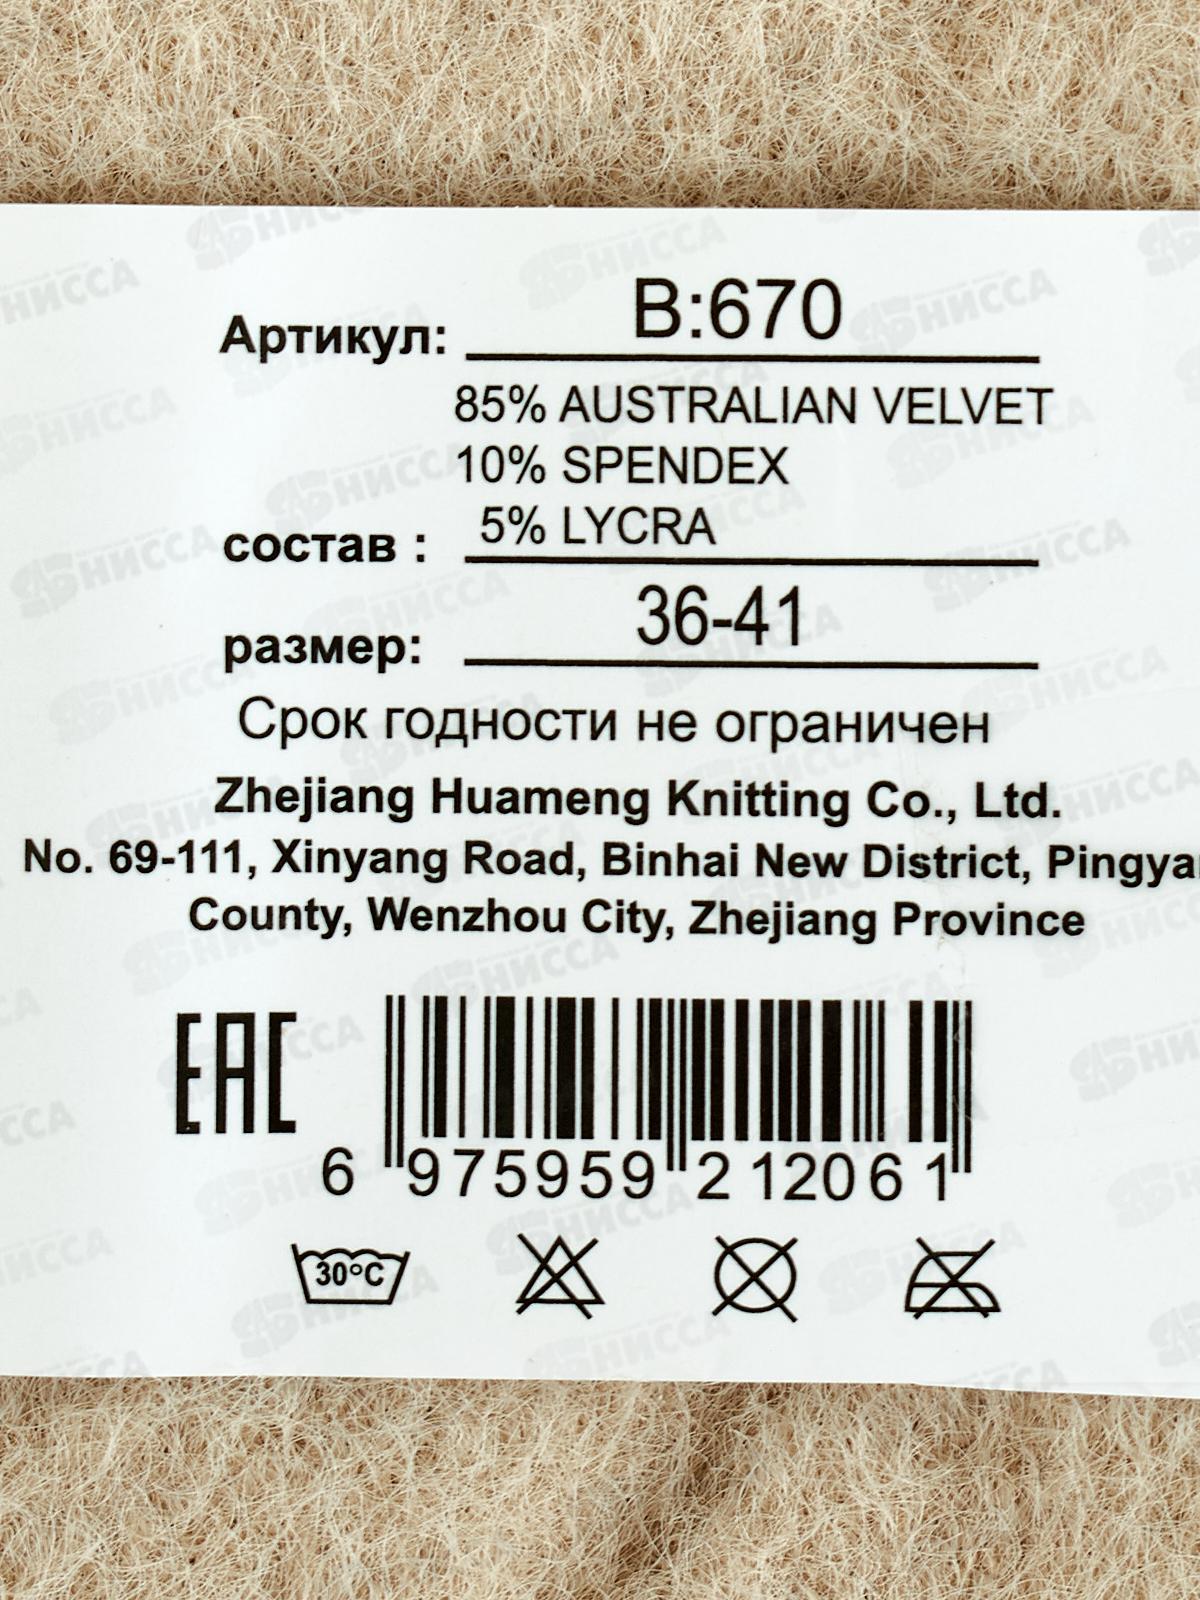 Артикул: B:670
85% AUSTRALIAN VELVET
10% SPENDEX
состав : 5% LYCRA
размер: 36-41
Срок годности не ограничен
Zhejiang Huameng Knitting Co., Ltd.
No. 69-111, Xinyang Road, Binhai New District, Pingya
County, Wenzhou City, Zhejiang Province
EAC
6 975959 212061
30°C
НИССА